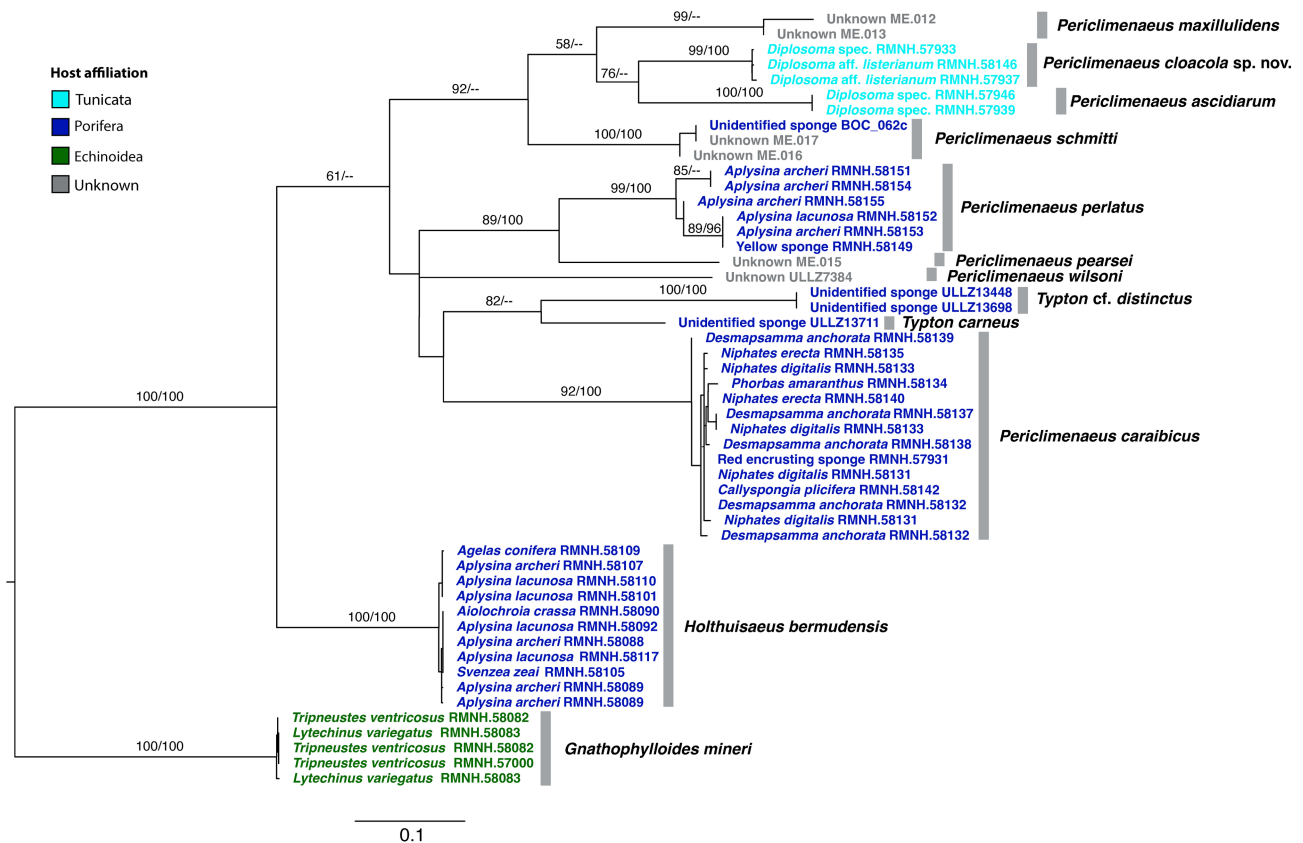 99/--
Unknown ME.012
Periclimenaeus maxillulidens
Unknown ME.013
58/--
99/100
Diplosoma spec. RMNH.57933
Diplosoma aff. listerianum RMNH.58146
Periclimenaeus cloacola sp. nov.
Diplosoma aff. listerianum RMNH.57937
76/--
100/100
Diplosoma spec. RMNH.57946
Diplosoma spec. RMNH.57939
Periclimenaeus ascidiarum
Host affiliation
Tunicata
Porifera
Echinoidea
Unknown
92/--
100/100
Unidentified sponge BOC_062c
Unknown ME.017
Unknown ME.016
Periclimenaeus schmitti
61/--
85/--
Aplysina archeri RMNH.58151
Aplysina archeri RMNH.58154
99/100
Aplysina archeri RMNH.58155
89/96
Aplysina lacunosa RMNH.58152
Aplysina archeri RMNH.58153
Yellow sponge RMNH.58149
Periclimenaeus perlatus
89/100
Unknown ME.015
Periclimenaeus pearsei
Unknown ULLZ7384
Periclimenaeus wilsoni
82/--
100/100
Unidentified sponge ULLZ13448
Unidentified sponge ULLZ13698
Typton cf. distinctus
Unidentified sponge ULLZ13711
Typton carneus
92/100
Desmapsamma anchorata RMNH.58139
Niphates erecta RMNH.58135
Niphates digitalis RMNH.58133
Phorbas amaranthus RMNH.58134
Niphates erecta RMNH.58140
Desmapsamma anchorata RMNH.58137
Niphates digitalis RMNH.58133
Desmapsamma anchorata RMNH.58138
Red encrusting sponge RMNH.57931
Niphates digitalis RMNH.58131
Callyspongia plicifera RMNH.58142
Desmapsamma anchorata RMNH.58132
Niphates digitalis RMNH.58131
Desmapsamma anchorata RMNH.58132
Periclimenaeus caraibicus
100/100
100/100
Agelas conifera RMNH.58109
Aplysina archeri RMNH.58107
Aplysina lacunosa RMNH.58110
Aplysina lacunosa RMNH.58101
Aiolochroia crassa RMNH.58090
Aplysina lacunosa RMNH.58092
Aplysina archeri RMNH.58088
Aplysina lacunosa RMNH.58117
Svenzea zeai RMNH.58105
Aplysina archeri RMNH.58089
Aplysina archeri RMNH.58089
Holthuisaeus bermudensis
100/100
Tripneustes ventricosus RMNH.58082
Lytechinus variegatus RMNH.58083
Tripneustes ventricosus RMNH.58082
Tripneustes ventricosus RMNH.57000
Lytechinus variegatus RMNH.58083
Gnathophylloides mineri
0.1